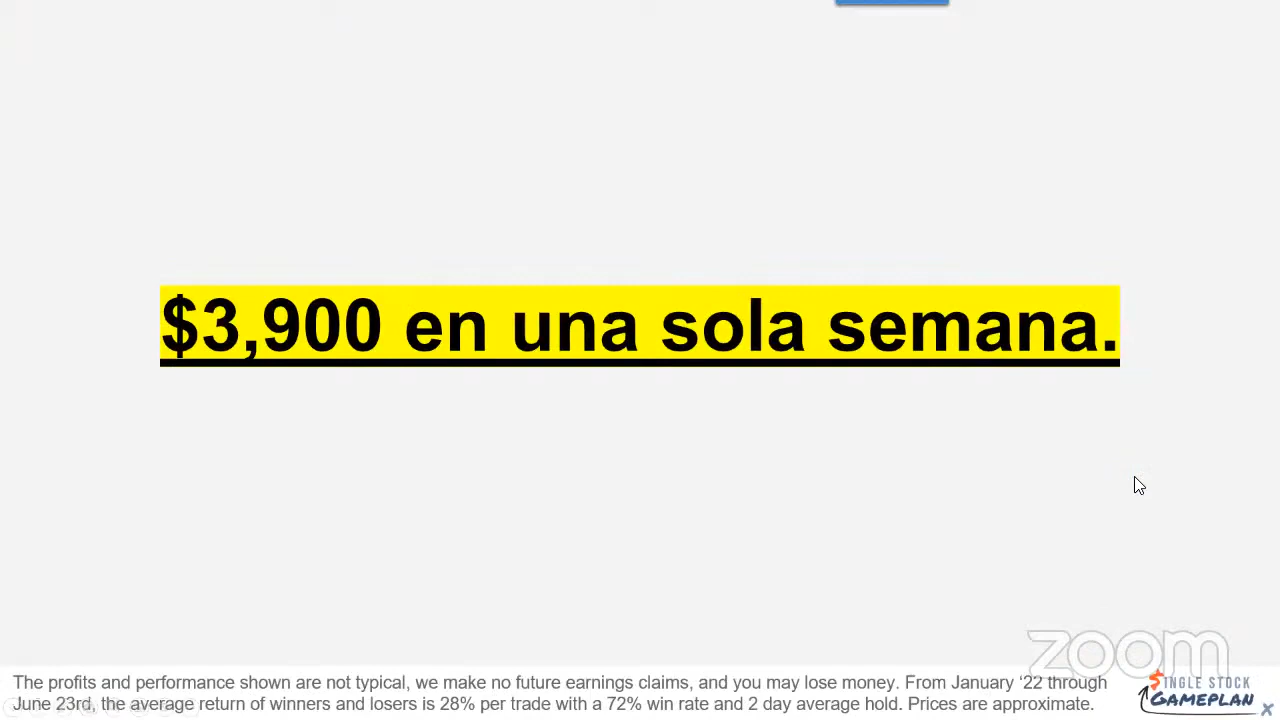 $3,900 en una sola semana.
zoom
The profits and performance shown are not typical, we make no future earnings claims, and you may lose money. From January ‘22 through
June 23rd, the average return of winners and losers is 28% per trade with a 72% win rate and 2 day average hold. Prices are approximate.
$INGLE STOCK
GAMEPLAN
x